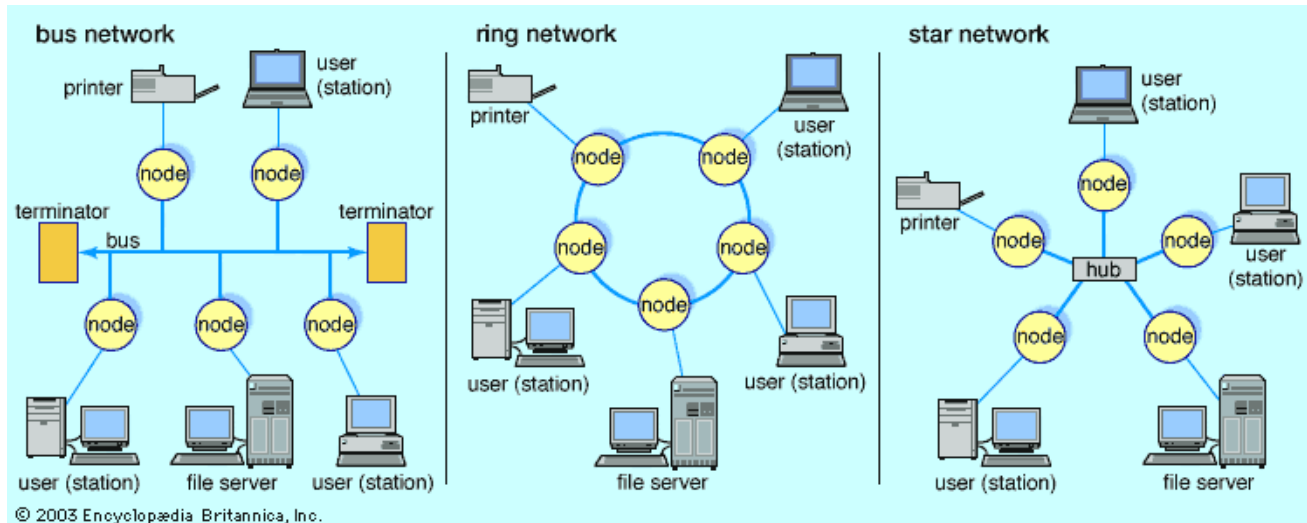 bus network
printer
user
(station)
node
node
terminator
terminator
bus
node
node
node
user (station)
file server
user (station)
ring network
printer
user
(station)
node
node
node
node
node
user (station)
user (station)
file server
star network
user
(station)
printer
node
node
node
user
(station)
hub
node
node
user (station)
file server
© 2003 Encyclopædia Britannica, Inc.